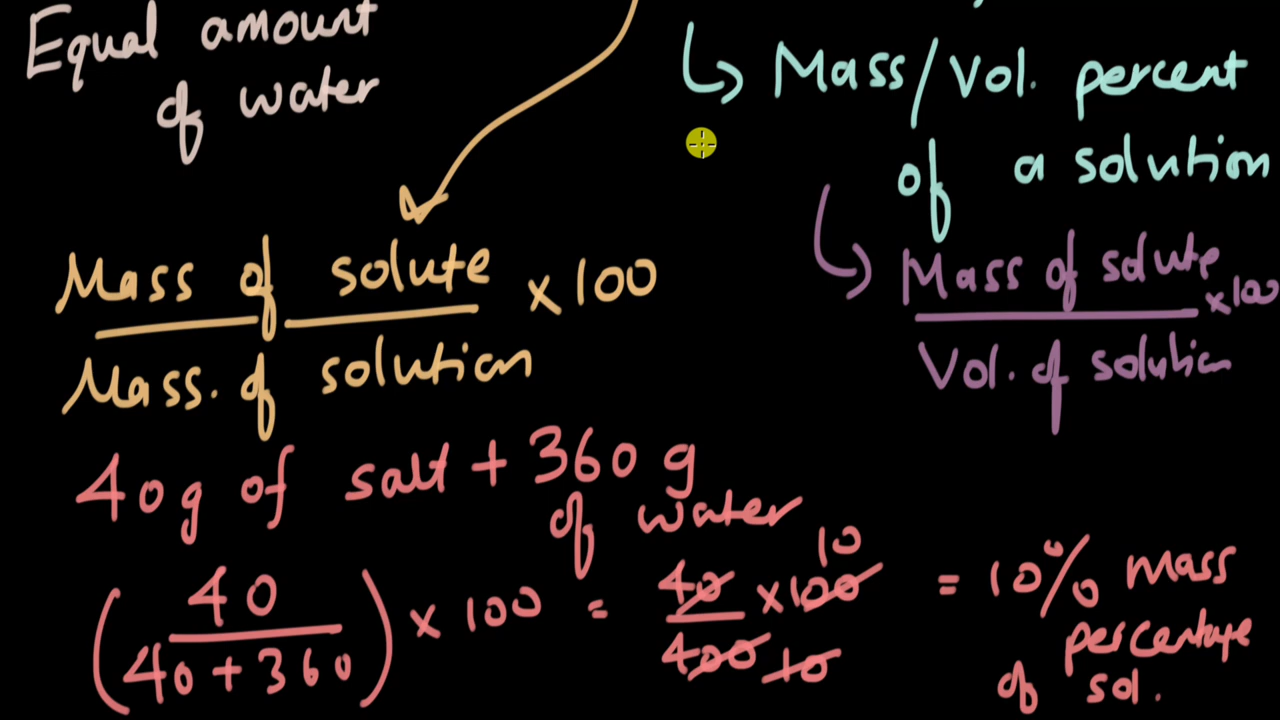 Equal amount
of water
Mass/Vol. percent
of a solution
Mass of solute × 100
Mass. of solution
Mass of solute × 100
Vol. of solution
40g of salt + 360 g
of water
(40 / 40 + 360) × 100 = 40 × 100 10 / 400 10 = 10% mass
percentage
of sol.